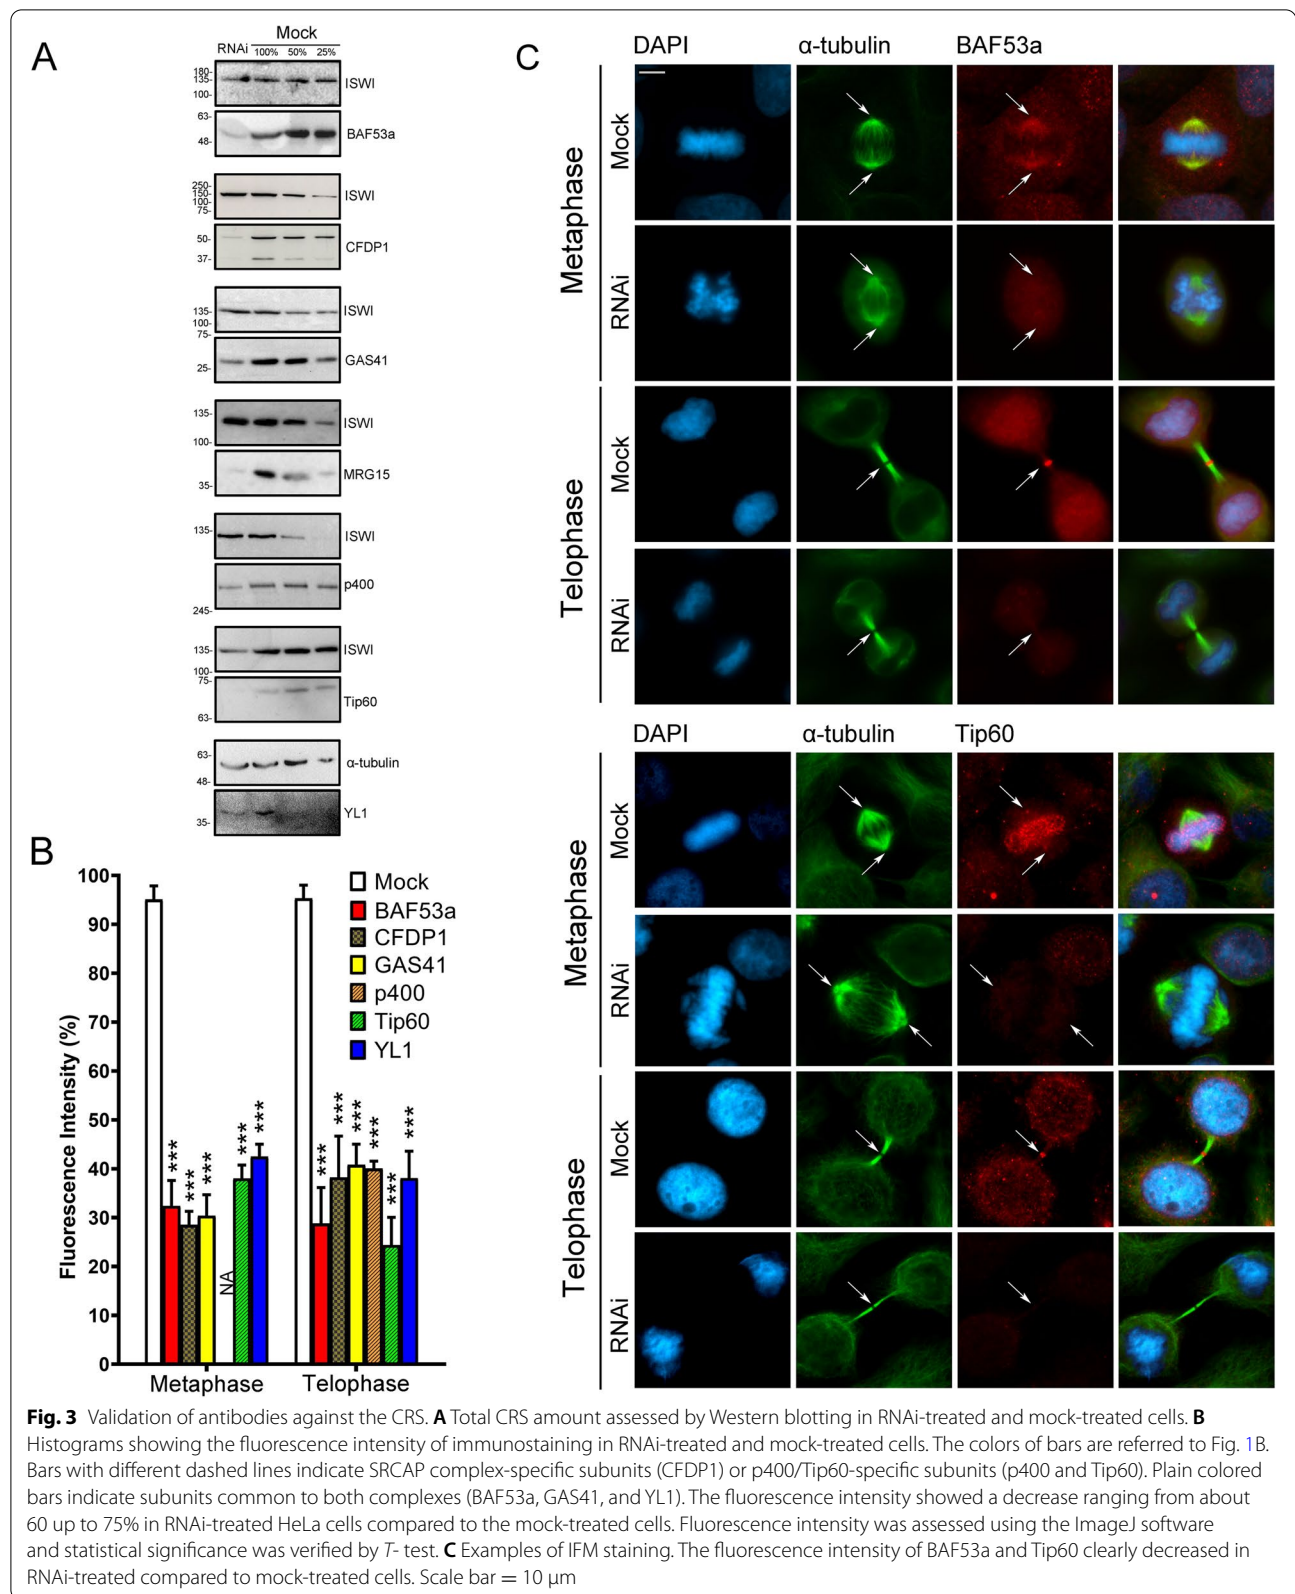 A
Mock
RNAi 100% 50% 25%
180-
135-
100-
ISWI
63-
48-
BAF53a
250-
150-
100-
75-
ISWI
50-
37-
CFDP1
135-
100-
75-
ISWI
25-
GAS41
135-
100-
ISWI
35-
MRG15
135-
ISWI
245-
p400
135-
100-
ISWI
75-
63-
Tip60
63-
48-
α-tubulin
35-
YL1
B
Fluorescence Intensity (%)
100
90
80
70
60
50
40
30
20
10
0
Mock
BAF53a
CFDP1
GAS41
p400
Tip60
YL1
*** *** *** NA *** ***
*** *** *** *** *** ***
Metaphase Telophase
C
DAPI α-tubulin BAF53a
Metaphase
Mock
RNAi
Telophase
Mock
RNAi
DAPI α-tubulin Tip60
Metaphase
Mock
RNAi
Telophase
Mock
RNAi
Fig. 3 Validation of antibodies against the CRS. A Total CRS amount assessed by Western blotting in RNAi-treated and mock-treated cells. B
Histograms showing the fluorescence intensity of immunostaining in RNAi-treated and mock-treated cells. The colors of bars are referred to Fig. 1B.
Bars with different dashed lines indicate SRCAP complex-specific subunits (CFDP1) or p400/Tip60-specific subunits (p400 and Tip60). Plain colored
bars indicate subunits common to both complexes (BAF53a, GAS41, and YL1). The fluorescence intensity showed a decrease ranging from about
60 up to 75% in RNAi-treated HeLa cells compared to the mock-treated cells. Fluorescence intensity was assessed using the ImageJ software
and statistical significance was verified by T- test. C Examples of IFM staining. The fluorescence intensity of BAF53a and Tip60 clearly decreased in
RNAi-treated compared to mock-treated cells. Scale bar = 10 μm